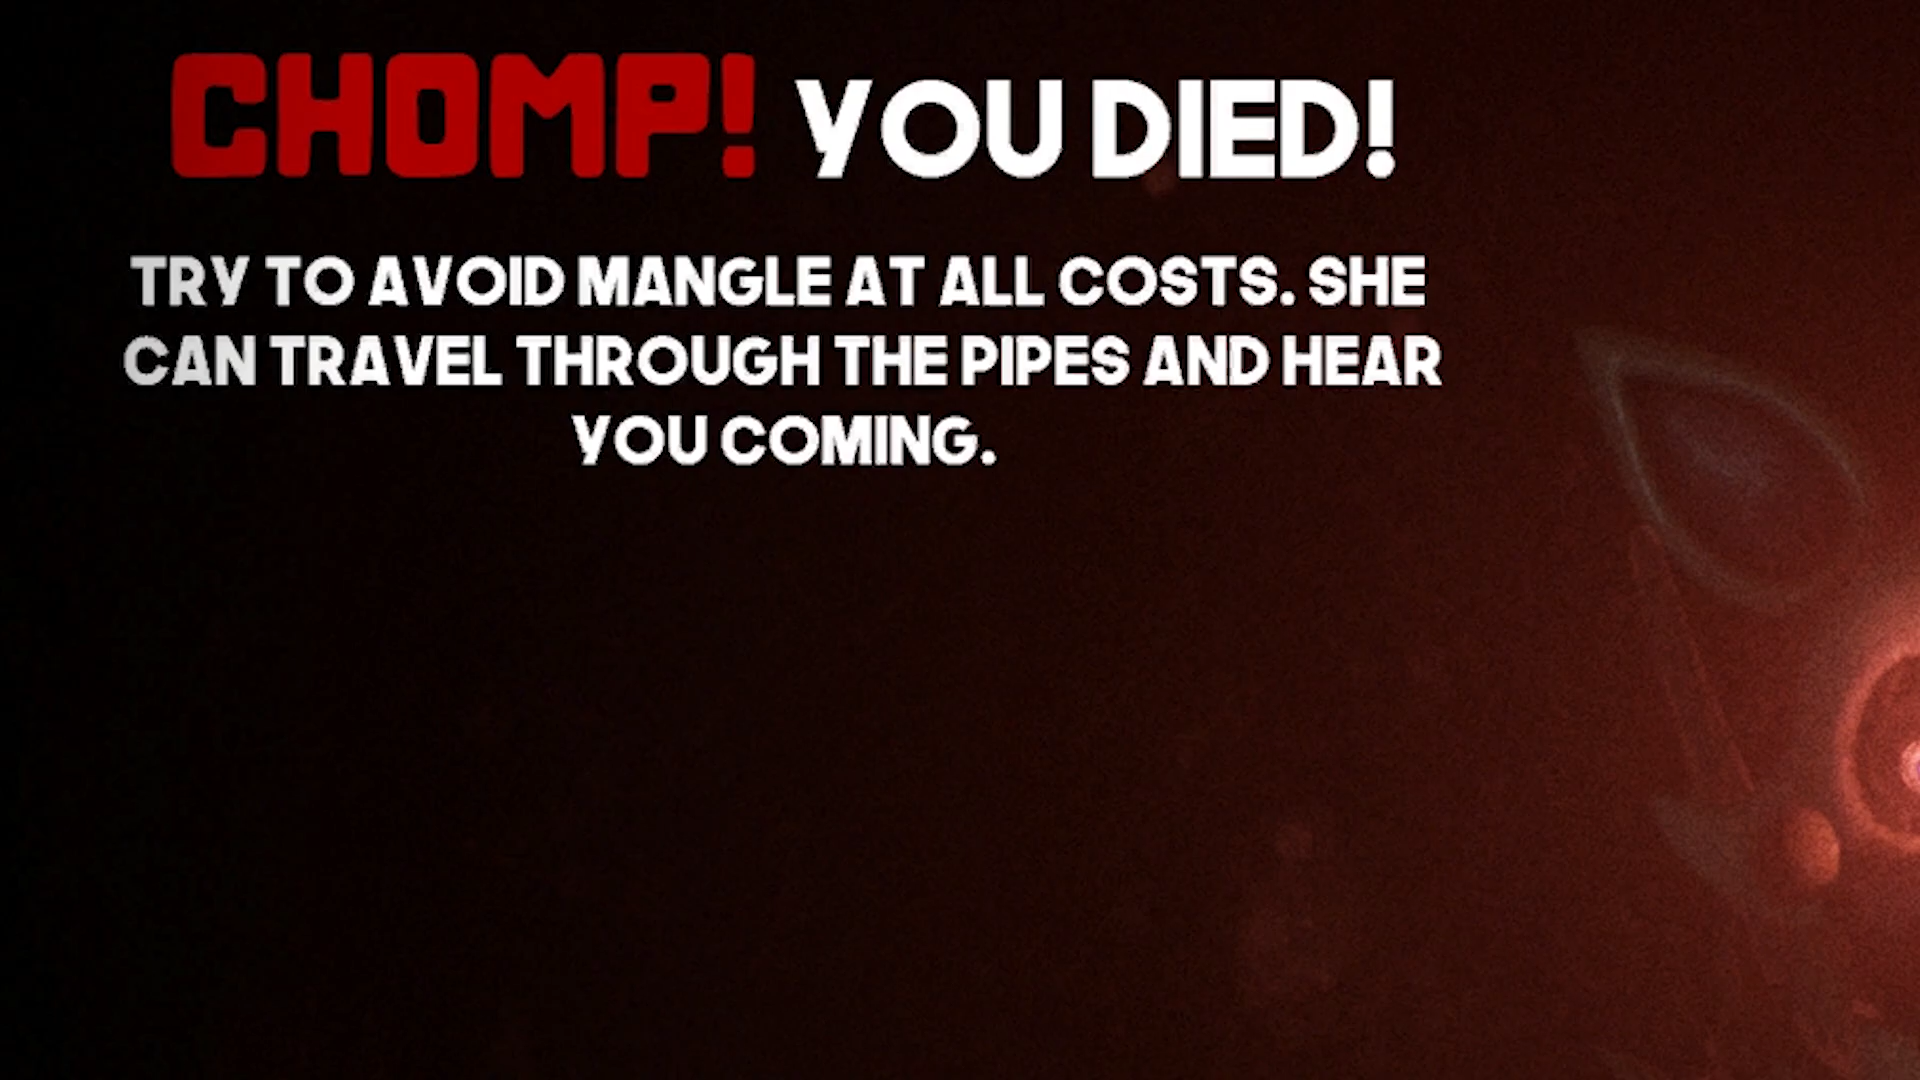 CHOMP! YOU DIED!
TRY TO AVOID MANGLE AT ALL COSTS. SHE
CAN TRAVEL THROUGH THE PIPES AND HEAR
YOU COMING.